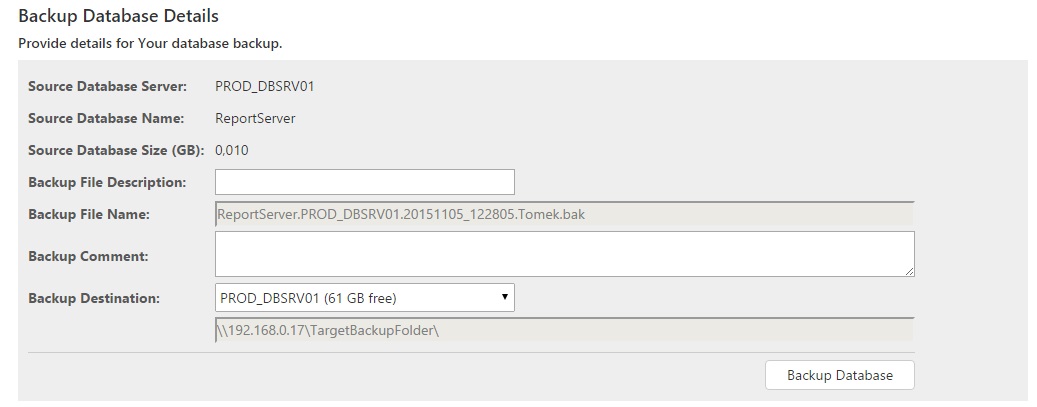 Backup Database Details
Provide details for Your database backup.
Source Database Server: PROD_DBSRV01
Source Database Name: ReportServer
Source Database Size (GB): 0,010
Backup File Description:
Backup File Name: ReportServer.PROD_DBSRV01.20151105_122805.Tomek.bak
Backup Comment:
Backup Destination: PROD_DBSRV01 (61 GB free)
\\192.168.0.17\TargetBackupFolder\
Backup Database